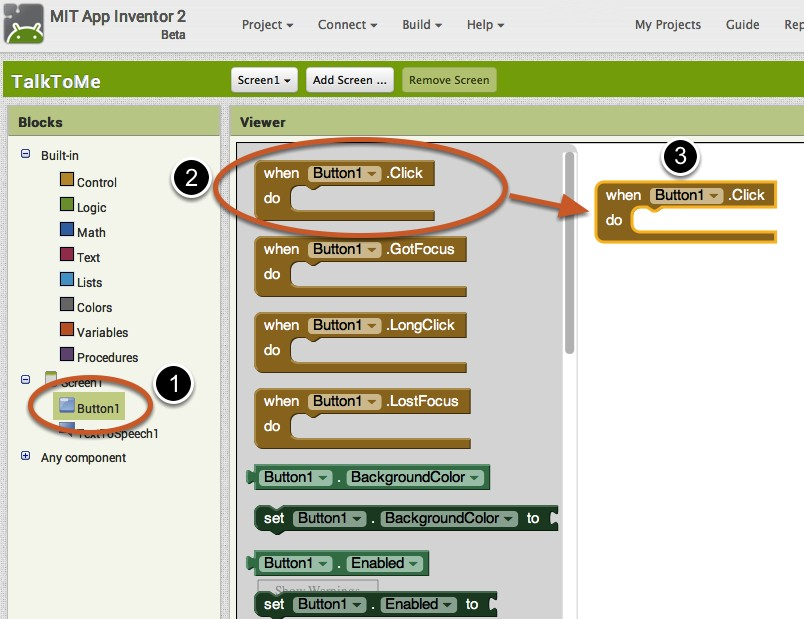 MIT App Inventor 2
Beta
Project Connect Build Help My Projects Guide Rep
TalkToMe
Screen1 Add Screen ... Remove Screen
Blocks
Viewer
Built-in
Control
Logic
Math
Text
Lists
Colors
Variables
Procedures
Screen1
Button1
TextToSpeech1
Any component
1
2
when Button1 .Click
do
when Button1 .GotFocus
do
when Button1 .LongClick
do
when Button1 .LostFocus
do
Button1 . BackgroundColor
set Button1 . BackgroundColor to
Button1 . Enabled
Show Warnings
set Button1 . Enabled to
3
when Button1 .Click
do